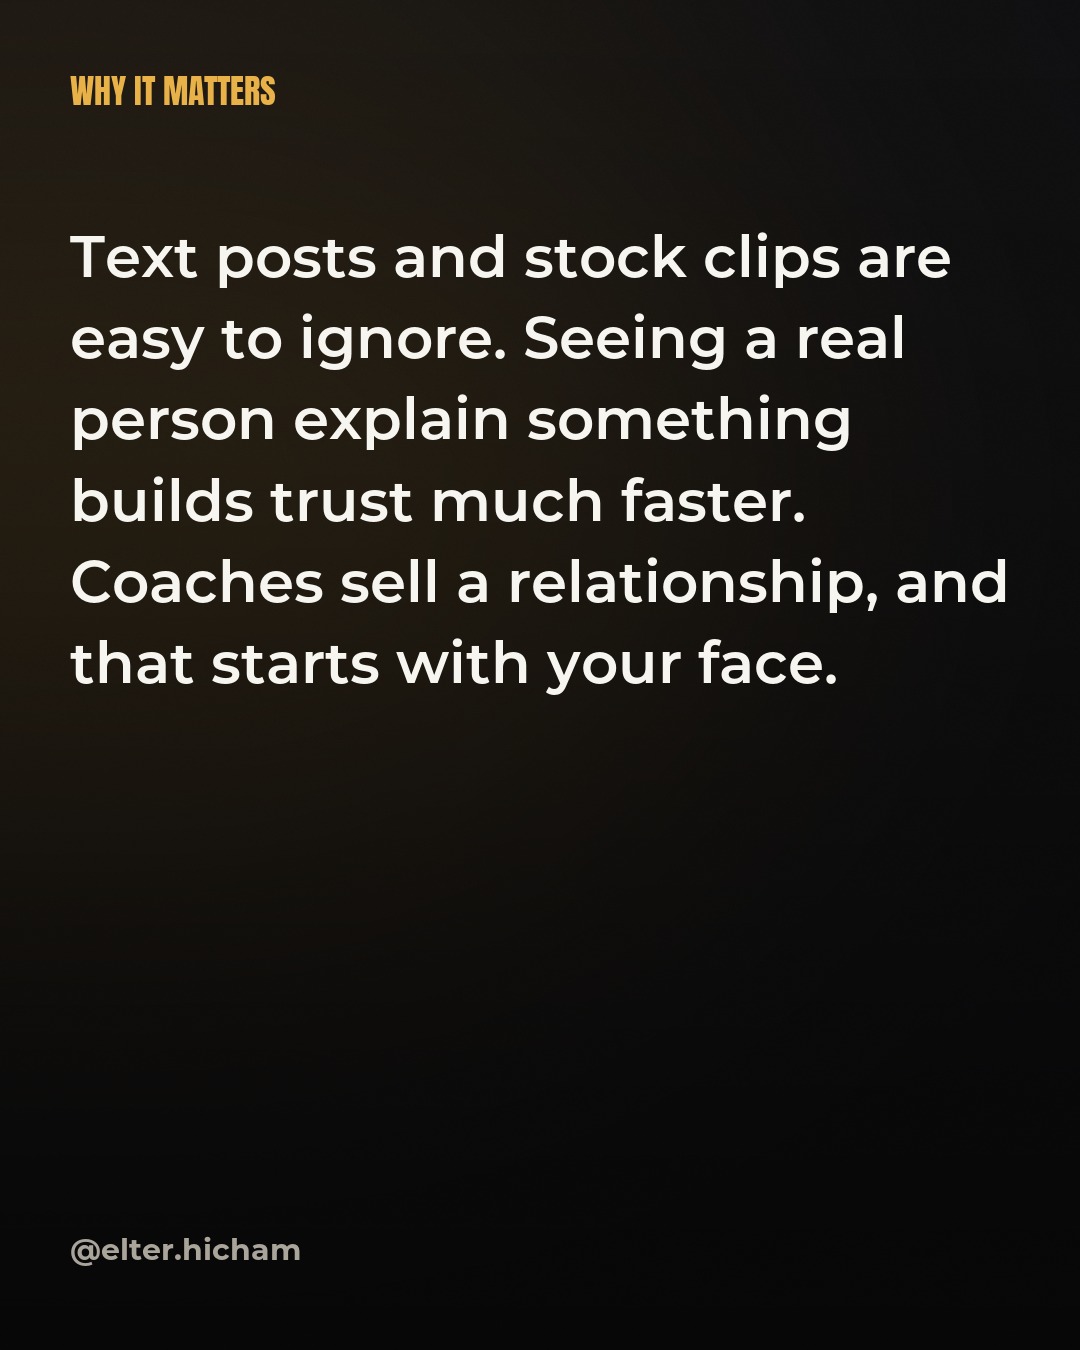 WHY IT MATTERS
Text posts and stock clips are
easy to ignore. Seeing a real
person explain something
builds trust much faster.
Coaches sell a relationship, and
that starts with your face.
@elter.hicham